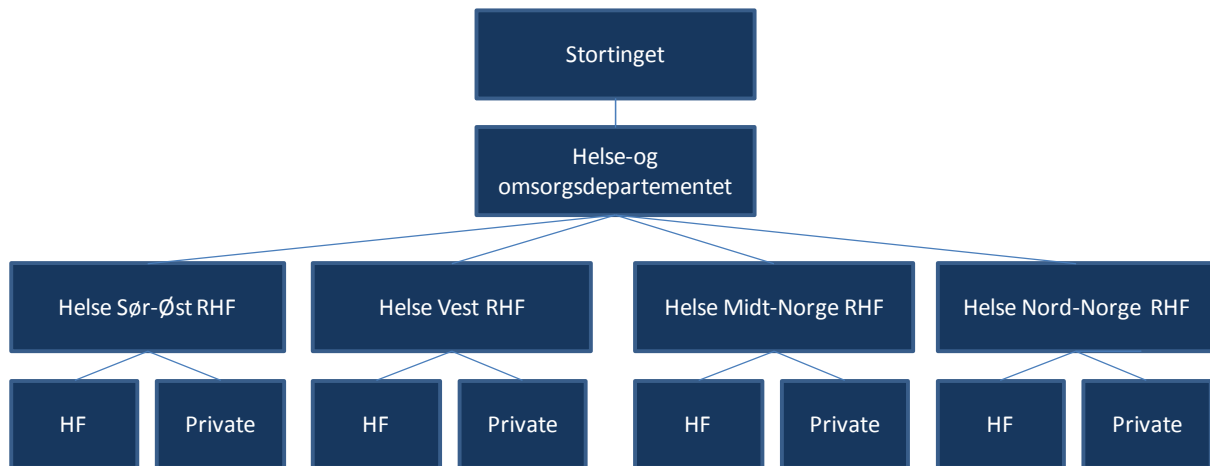 Stortinget
Helse-og
omsorgsdepartementet
Helse Sør-Øst RHF
Helse Vest RHF
Helse Midt-Norge RHF
Helse Nord-Norge RHF
HF
Private
HF
Private
HF
Private
HF
Private